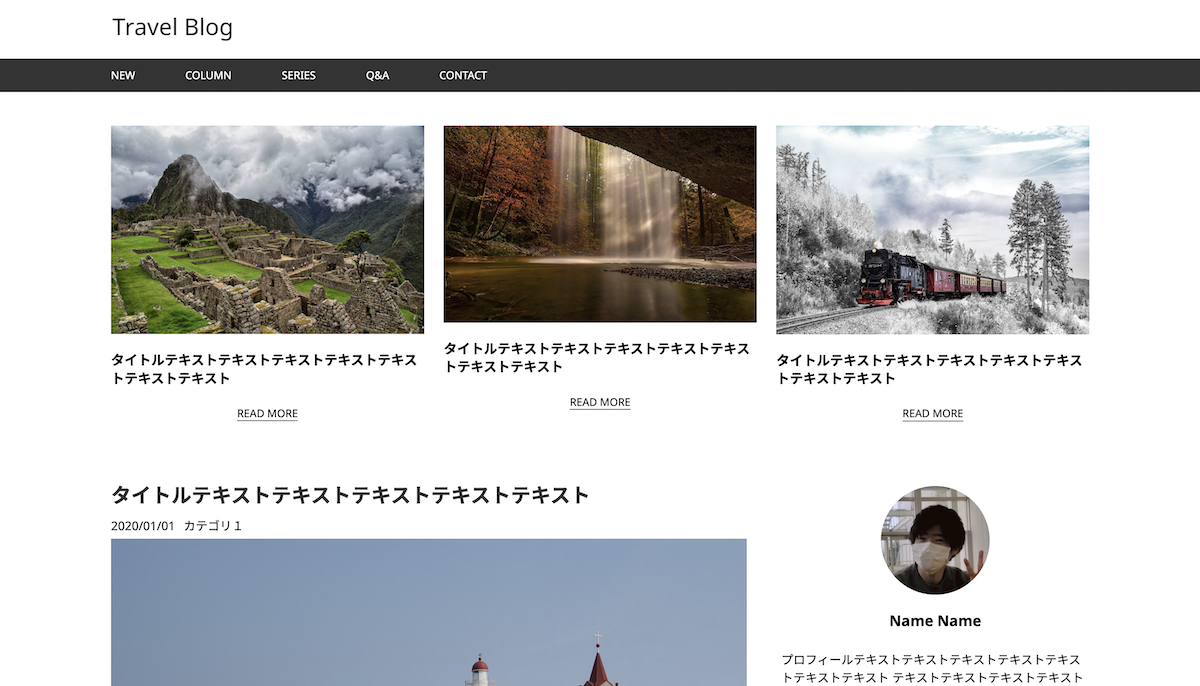 Travel Blog
NEW COLUMN SERIES Q&A CONTACT
タイトルテキストテキストテキストテキストテキス
トテキストテキスト
READ MORE
タイトルテキストテキストテキストテキストテキス
トテキストテキスト
READ MORE
タイトルテキストテキストテキストテキストテキス
トテキストテキスト
READ MORE
タイトルテキストテキストテキストテキストテキスト
2020/01/01 カテゴリ１
Name Name
プロフィールテキストテキストテキストテキストテキス
トテキストテキスト テキストテキストテキストテキスト